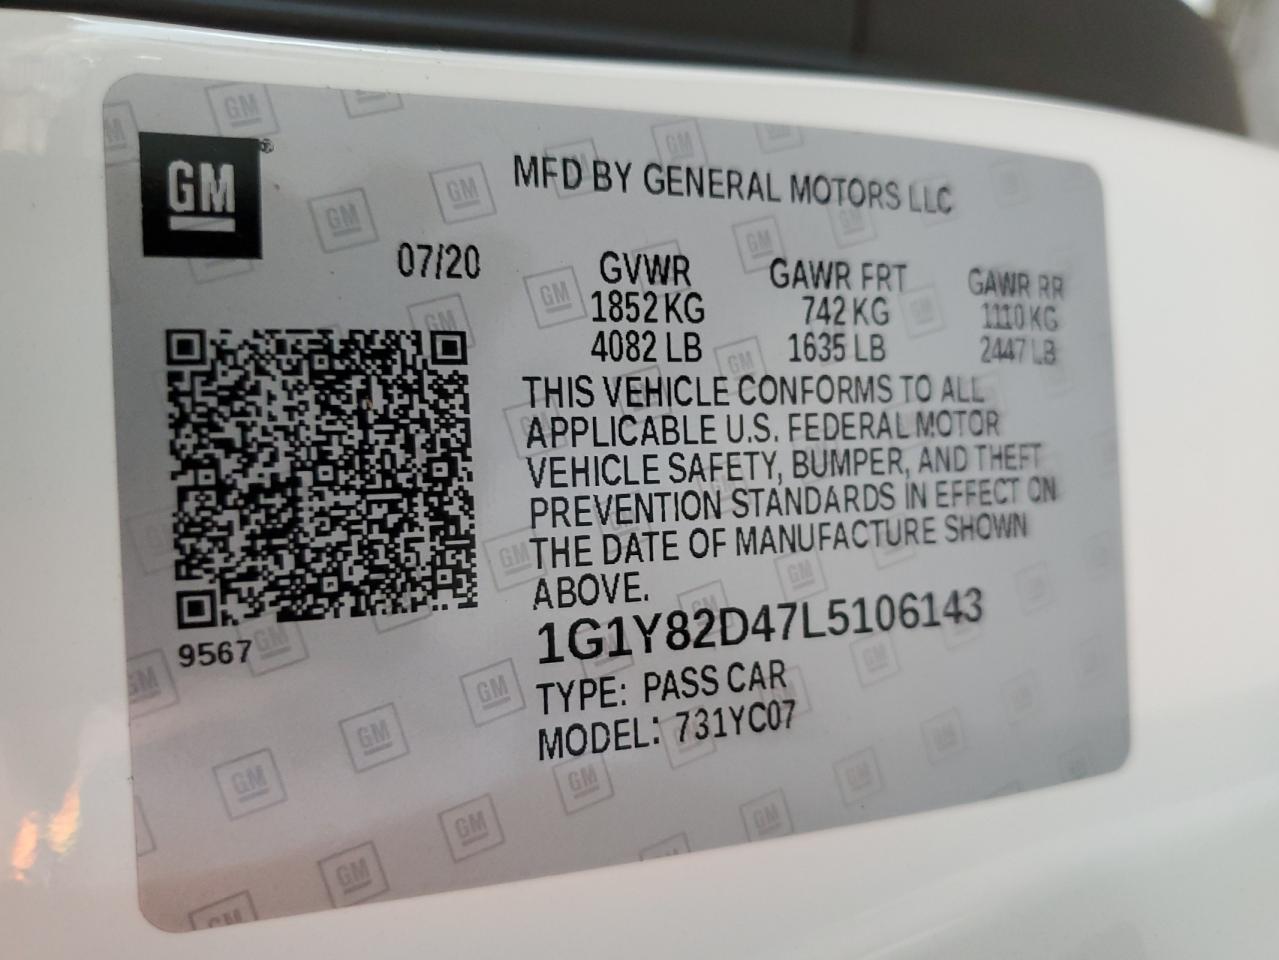 GM®
MFD BY GENERAL MOTORS LLC
07/20
GVWR GAWR FRT GAWR RR
1852 KG 742 KG 1110 KG
4082 LB 1635 LB 2447 LB
THIS VEHICLE CONFORMS TO ALL
APPLICABLE U.S. FEDERAL MOTOR
VEHICLE SAFETY, BUMPER, AND THEFT
PREVENTION STANDARDS IN EFFECT ON
THE DATE OF MANUFACTURE SHOWN
ABOVE.
9567
1G1Y82D47L5106143
TYPE: PASS CAR
MODEL: 731YC07